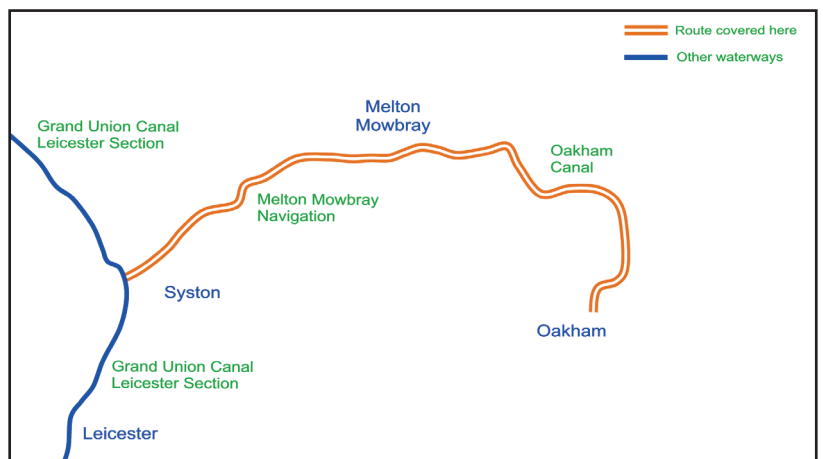 Route covered here
Other waterways
Melton
Mowbray
Grand Union Canal
Leicester Section
Oakham
Canal
Melton Mowbray
Navigation
Syston
Oakham
Grand Union Canal
Leicester Section
Leicester